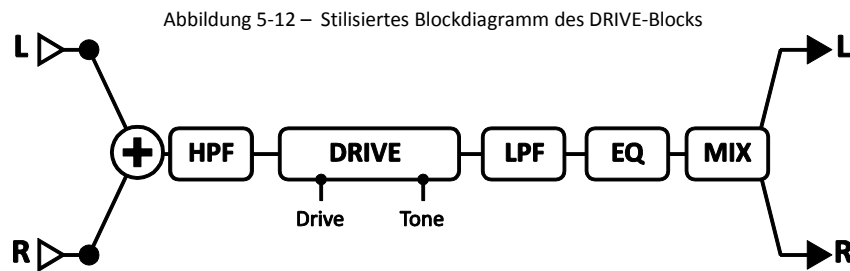 Abbildung 5-12 – Stilisiertes Blockdiagramm des DRIVE-Blocks
L L
+ HPF DRIVE LPF EQ MIX
Drive Tone
R R